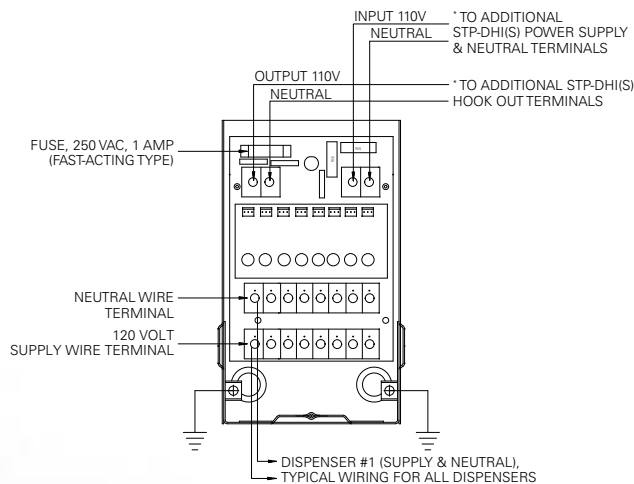 INPUT 110V
* TO ADDITIONAL
STP-DHI(S) POWER SUPPLY
& NEUTRAL TERMINALS
NEUTRAL
OUTPUT 110V
NEUTRAL
* TO ADDITIONAL STP-DHI(S)
HOOK OUT TERMINALS
FUSE, 250 VAC, 1 AMP
(FAST-ACTING TYPE)
NEUTRAL WIRE
TERMINAL
120 VOLT
SUPPLY WIRE TERMINAL
DISPENSER #1 (SUPPLY & NEUTRAL),
TYPICAL WIRING FOR ALL DISPENSERS